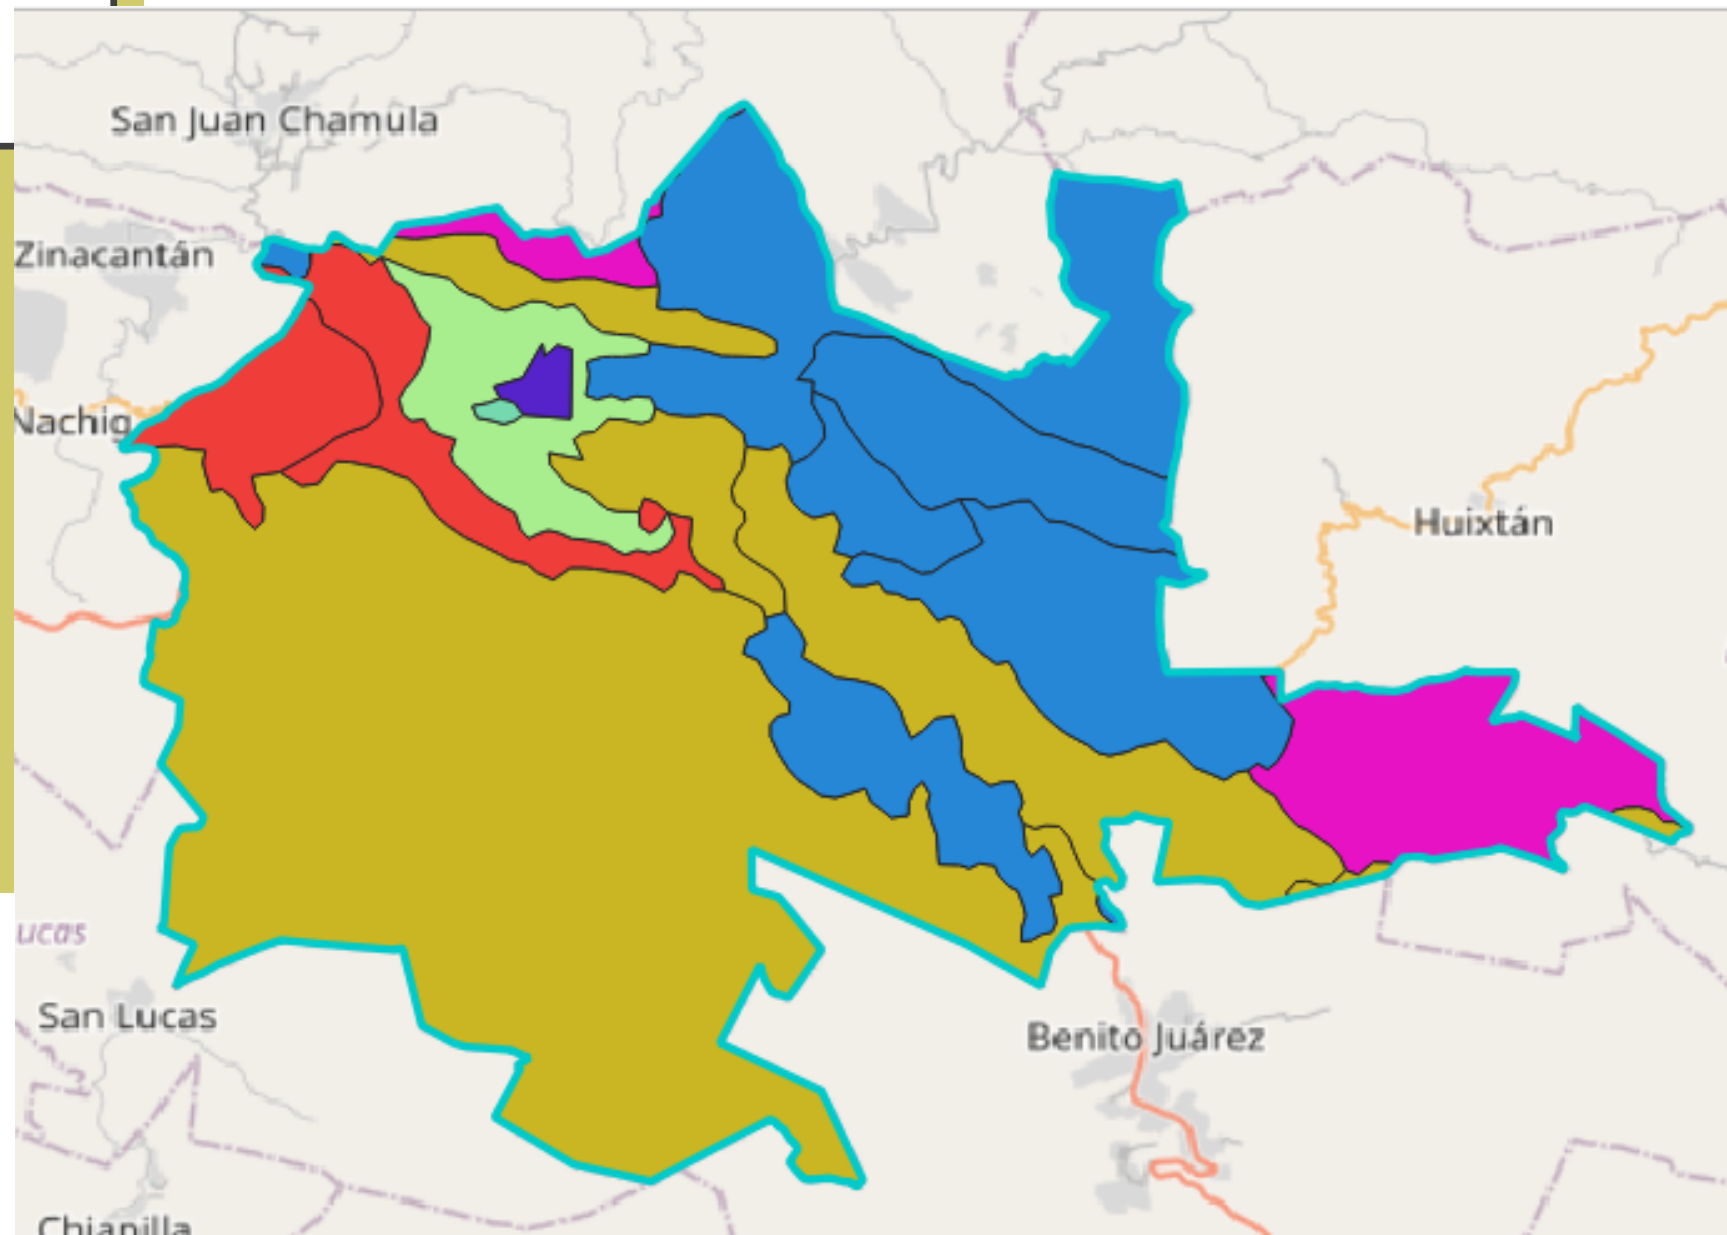 San Juan Chamula
Zinacantán
Nachig
Huixtán
ucas
San Lucas
Benito Juárez
Chiapilla